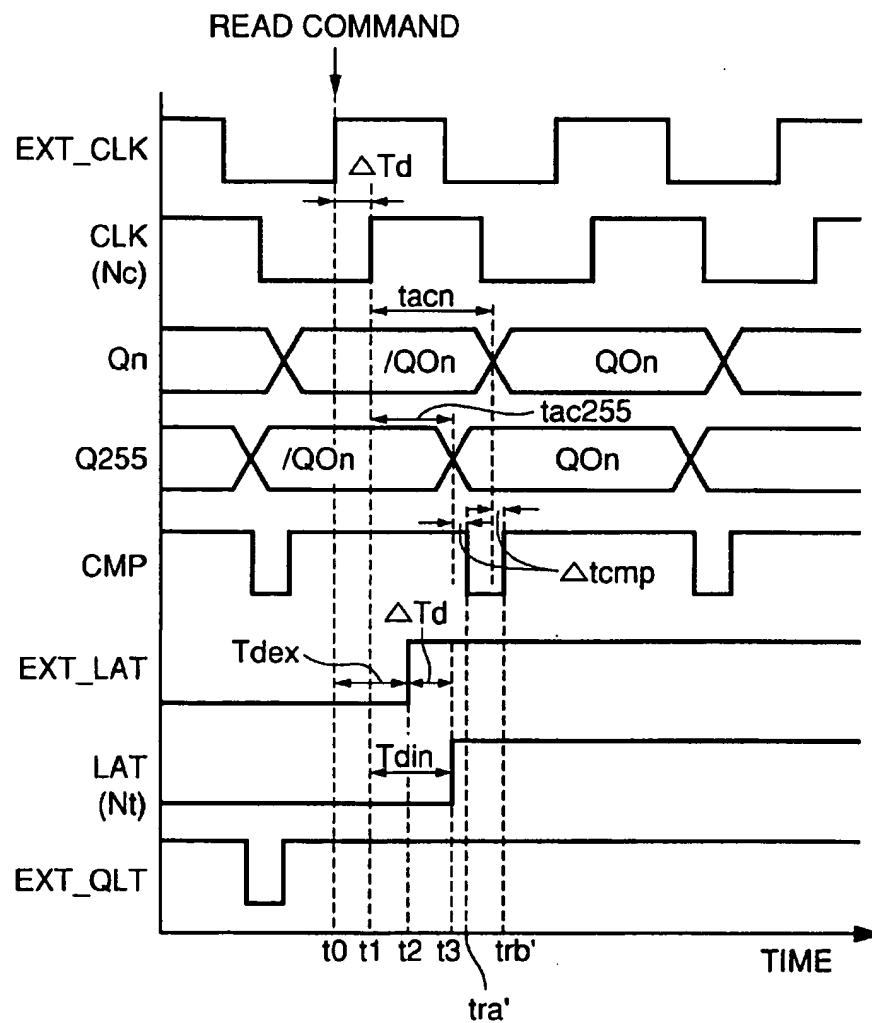 READ COMMAND
EXT_CLK
△Td
CLK
(Nc)
tacn
Qn
/QOn
QOn
tac255
Q255
/QOn
QOn
CMP
△tcmp
△Td
Tdex
EXT_LAT
Tdin
LAT
(Nt)
EXT_QLT
t0 t1 t2 t3 trb'
TIME
tra'